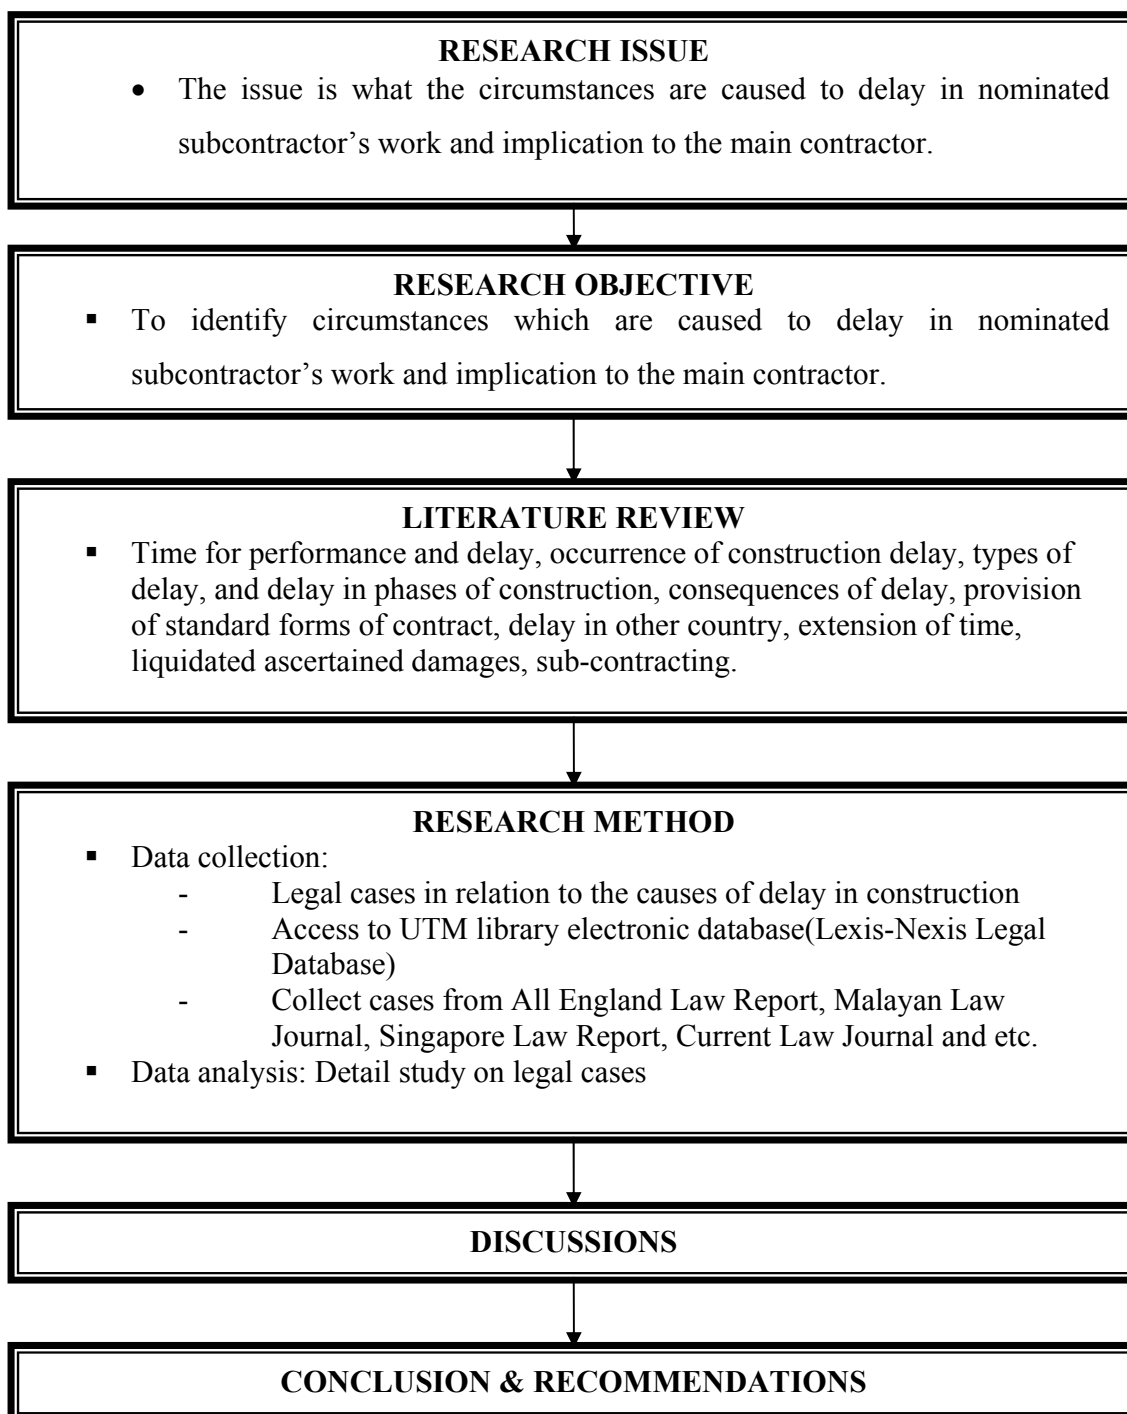 RESEARCH ISSUE
• The issue is what the circumstances are caused to delay in nominated
subcontractor’s work and implication to the main contractor.
RESEARCH OBJECTIVE
▪ To identify circumstances which are caused to delay in nominated
subcontractor’s work and implication to the main contractor.
LITERATURE REVIEW
▪ Time for performance and delay, occurrence of construction delay, types of
delay, and delay in phases of construction, consequences of delay, provision
of standard forms of contract, delay in other country, extension of time,
liquidated ascertained damages, sub-contracting.
RESEARCH METHOD
▪ Data collection:
- Legal cases in relation to the causes of delay in construction
- Access to UTM library electronic database(Lexis-Nexis Legal
Database)
- Collect cases from All England Law Report, Malayan Law
Journal, Singapore Law Report, Current Law Journal and etc.
▪ Data analysis: Detail study on legal cases
DISCUSSIONS
CONCLUSION & RECOMMENDATIONS